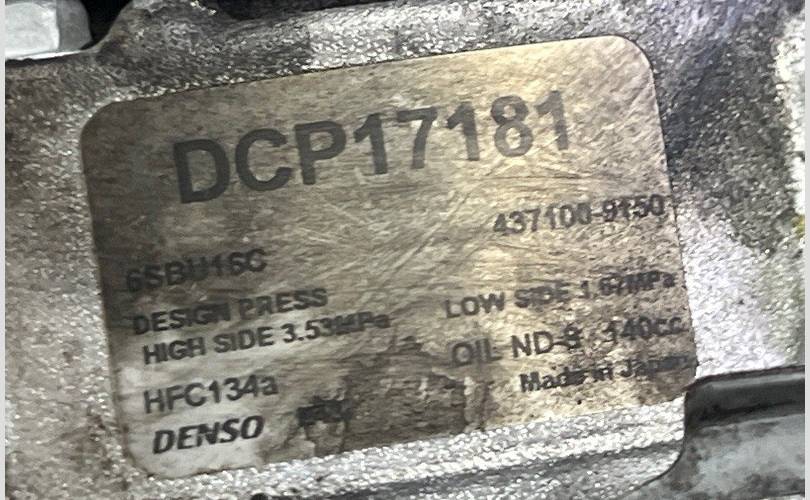 DCP17181
437100-9150
6SBU16C
DESIGN PRESS
HIGH SIDE 3.53MPa
LOW SIDE 1.67MPa
HFC134a
OIL ND-8 140cc
DENSO
Made in Japan